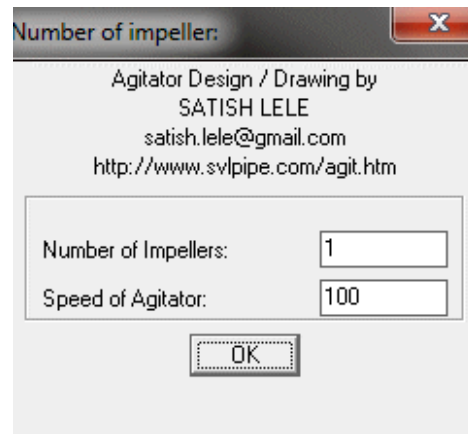 Number of impeller:
Agitator Design / Drawing by
SATISH LELE
satish.lele@gmail.com
http://www.svlpipe.com/agit.htm
Number of Impellers: 1
Speed of Agitator: 100
OK